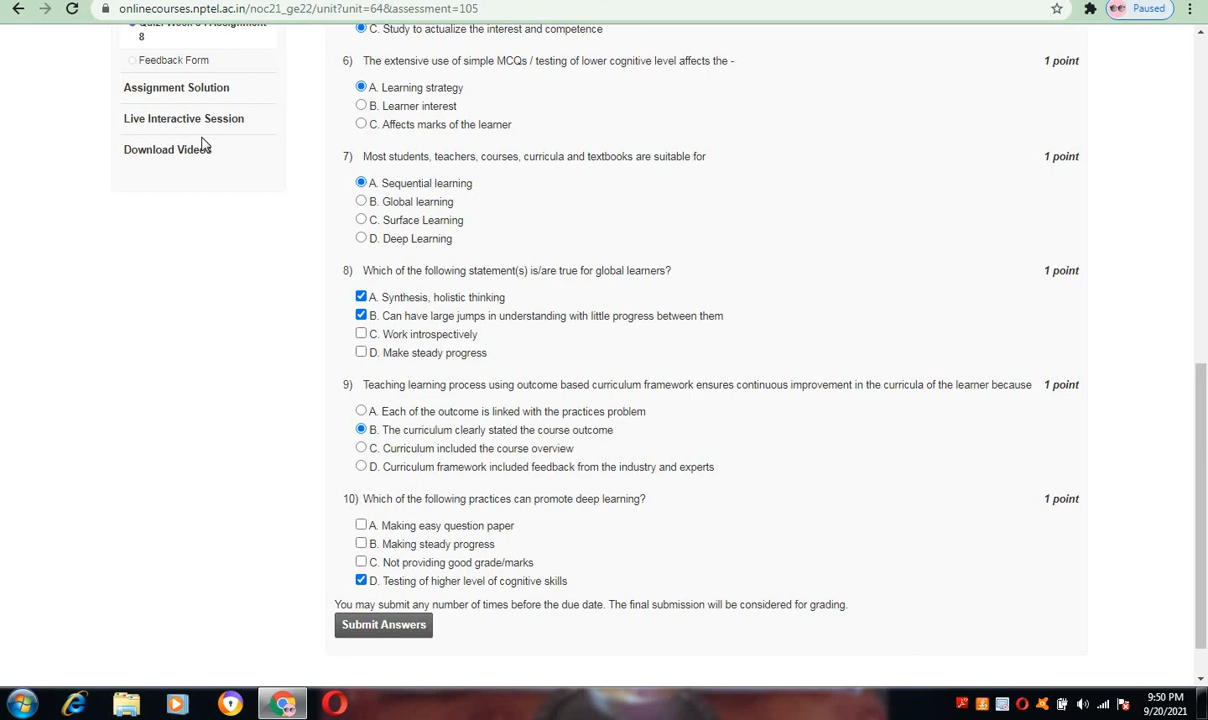 onlinecourses.nptel.ac.in/noc21_ge22/unit?unit=64&assessment=105
Paused
8
Feedback Form
Assignment Solution
Live Interactive Session
Download Videos
C. Study to actualize the interest and competence
6) The extensive use of simple MCQs / testing of lower cognitive level affects the - 1 point
A. Learning strategy
B. Learner interest
C. Affects marks of the learner
7) Most students, teachers, courses, curricula and textbooks are suitable for 1 point
A. Sequential learning
B. Global learning
C. Surface Learning
D. Deep Learning
8) Which of the following statement(s) is/are true for global learners? 1 point
A. Synthesis, holistic thinking
B. Can have large jumps in understanding with little progress between them
C. Work introspectively
D. Make steady progress
9) Teaching learning process using outcome based curriculum framework ensures continuous improvement in the curricula of the learner because 1 point
A. Each of the outcome is linked with the practices problem
B. The curriculum clearly stated the course outcome
C. Curriculum included the course overview
D. Curriculum framework included feedback from the industry and experts
10) Which of the following practices can promote deep learning? 1 point
A. Making easy question paper
B. Making steady progress
C. Not providing good grade/marks
D. Testing of higher level of cognitive skills
You may submit any number of times before the due date. The final submission will be considered for grading.
Submit Answers
9:50 PM
9/20/2021